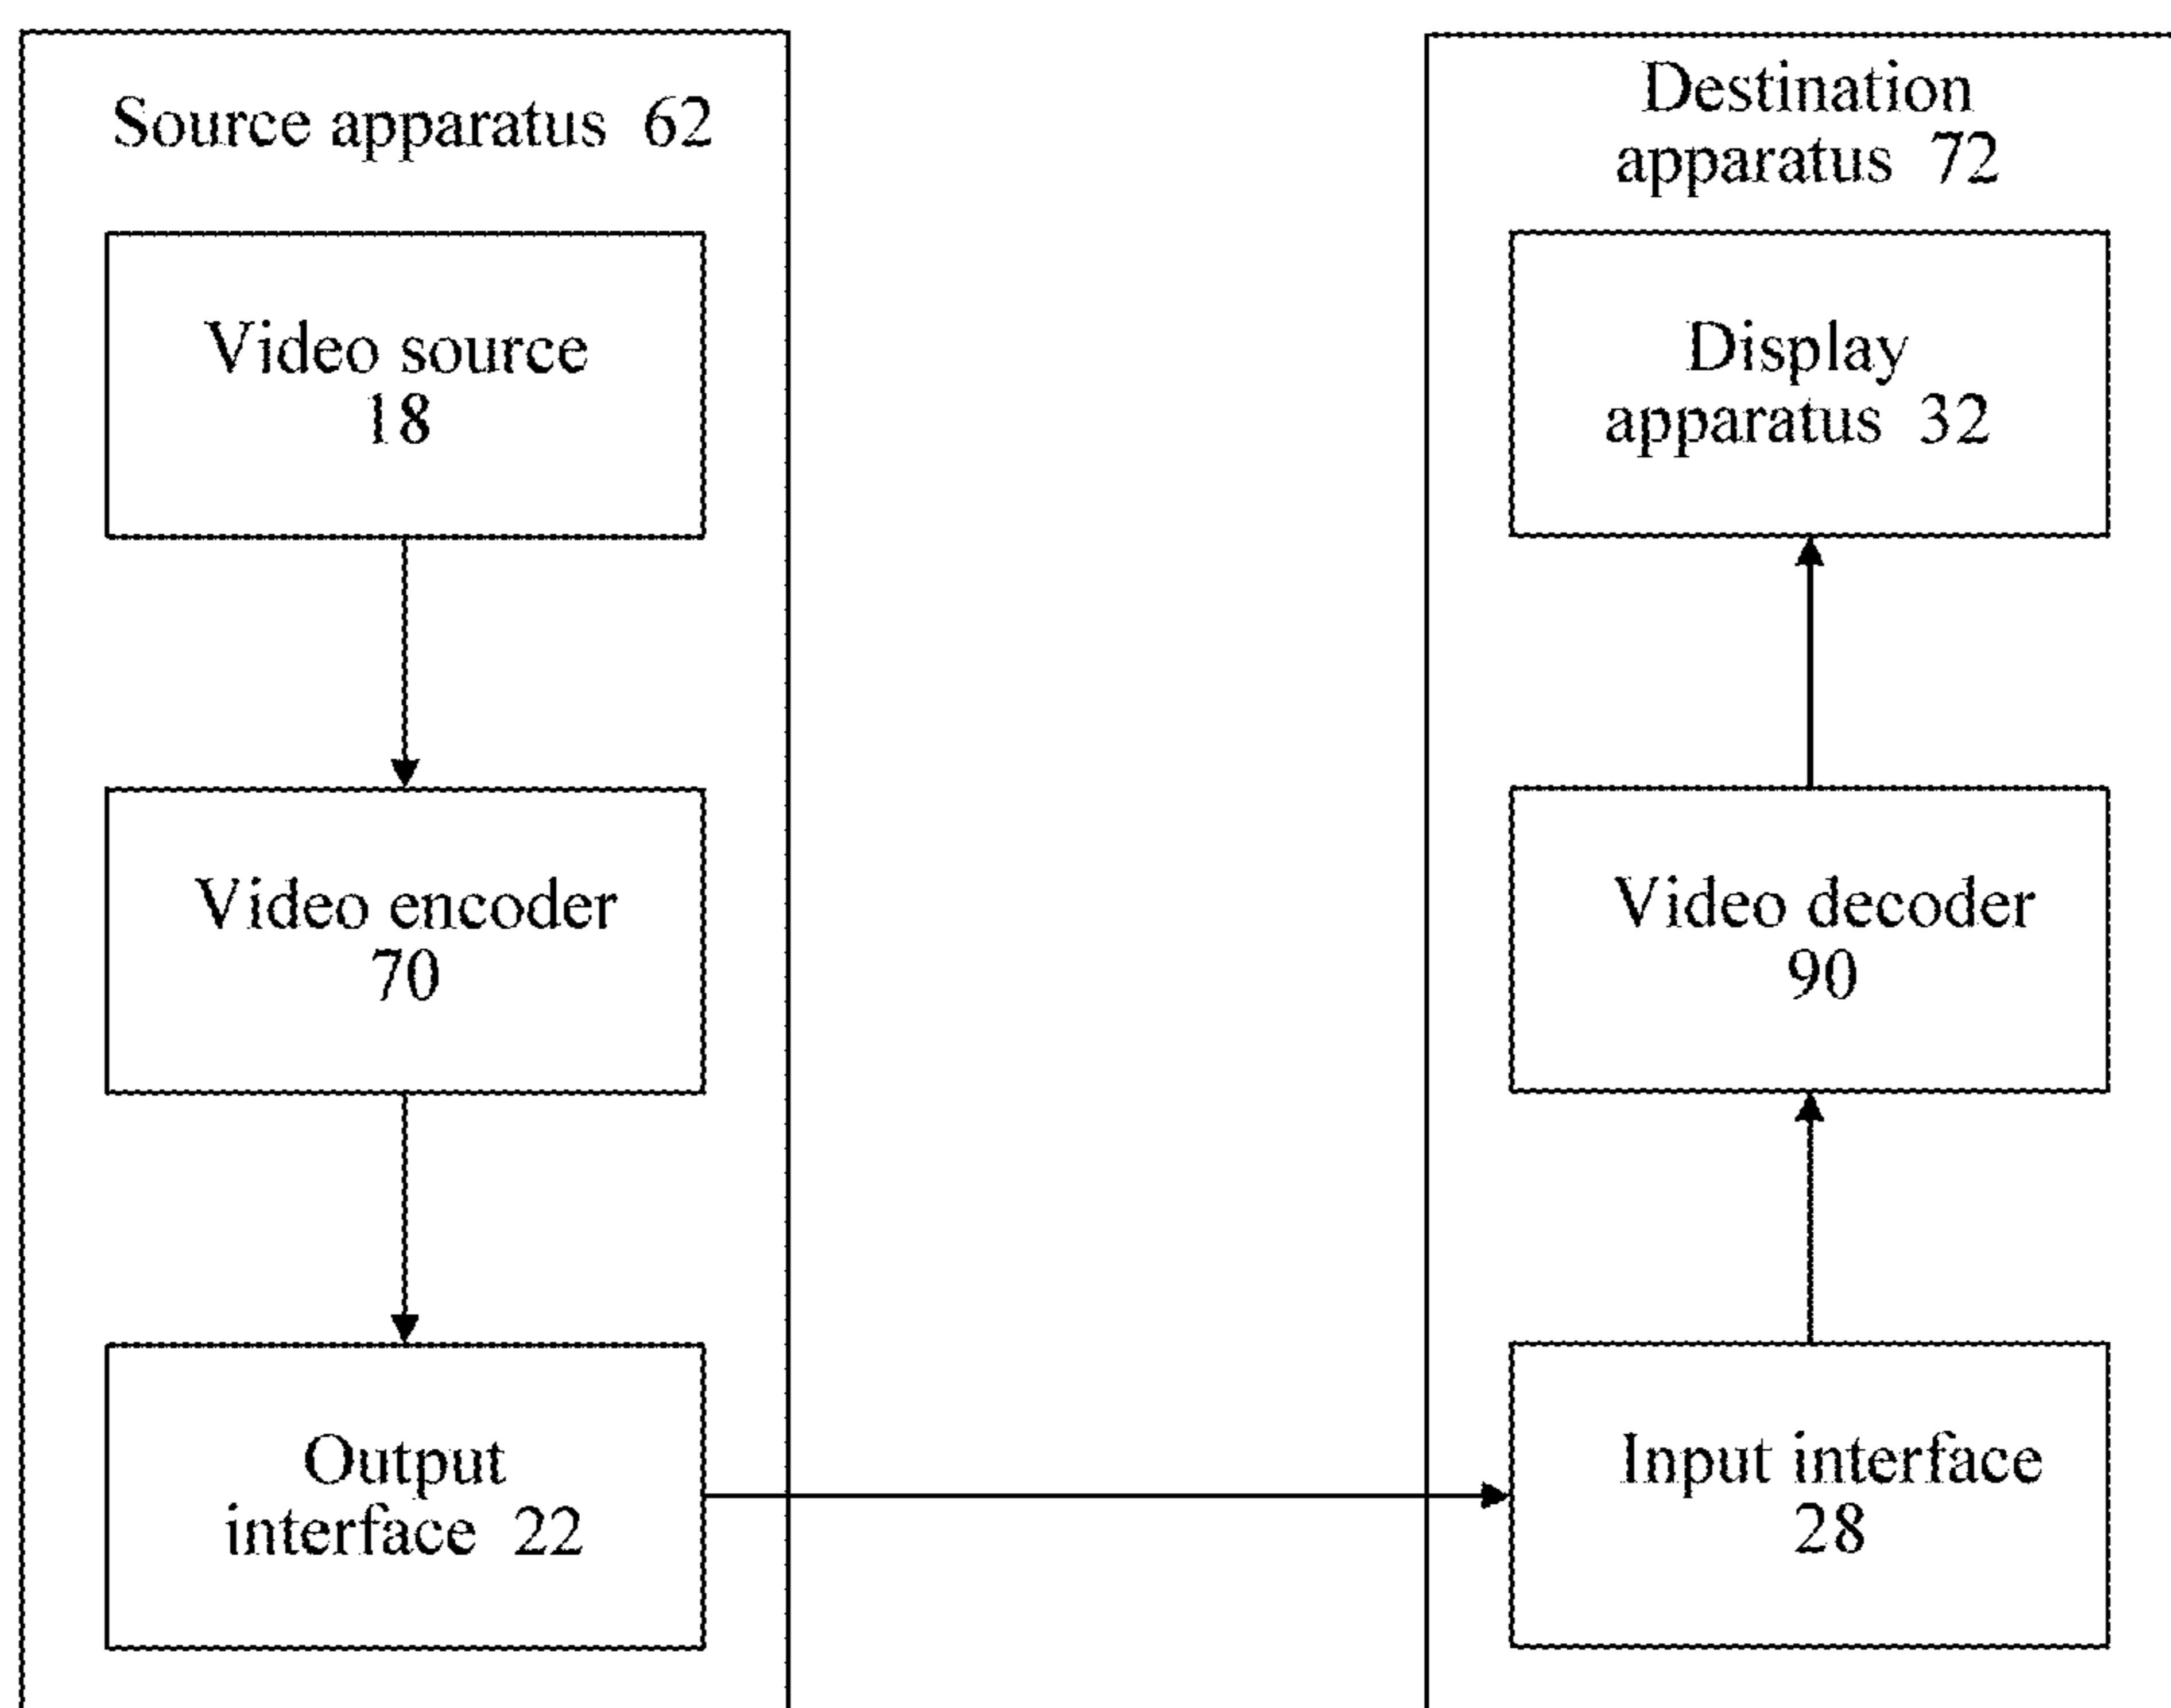 Source apparatus 62
Video source
18
Video encoder
70
Output
interface 22
Destination
apparatus 72
Display
apparatus 32
Video decoder
90
Input interface
28